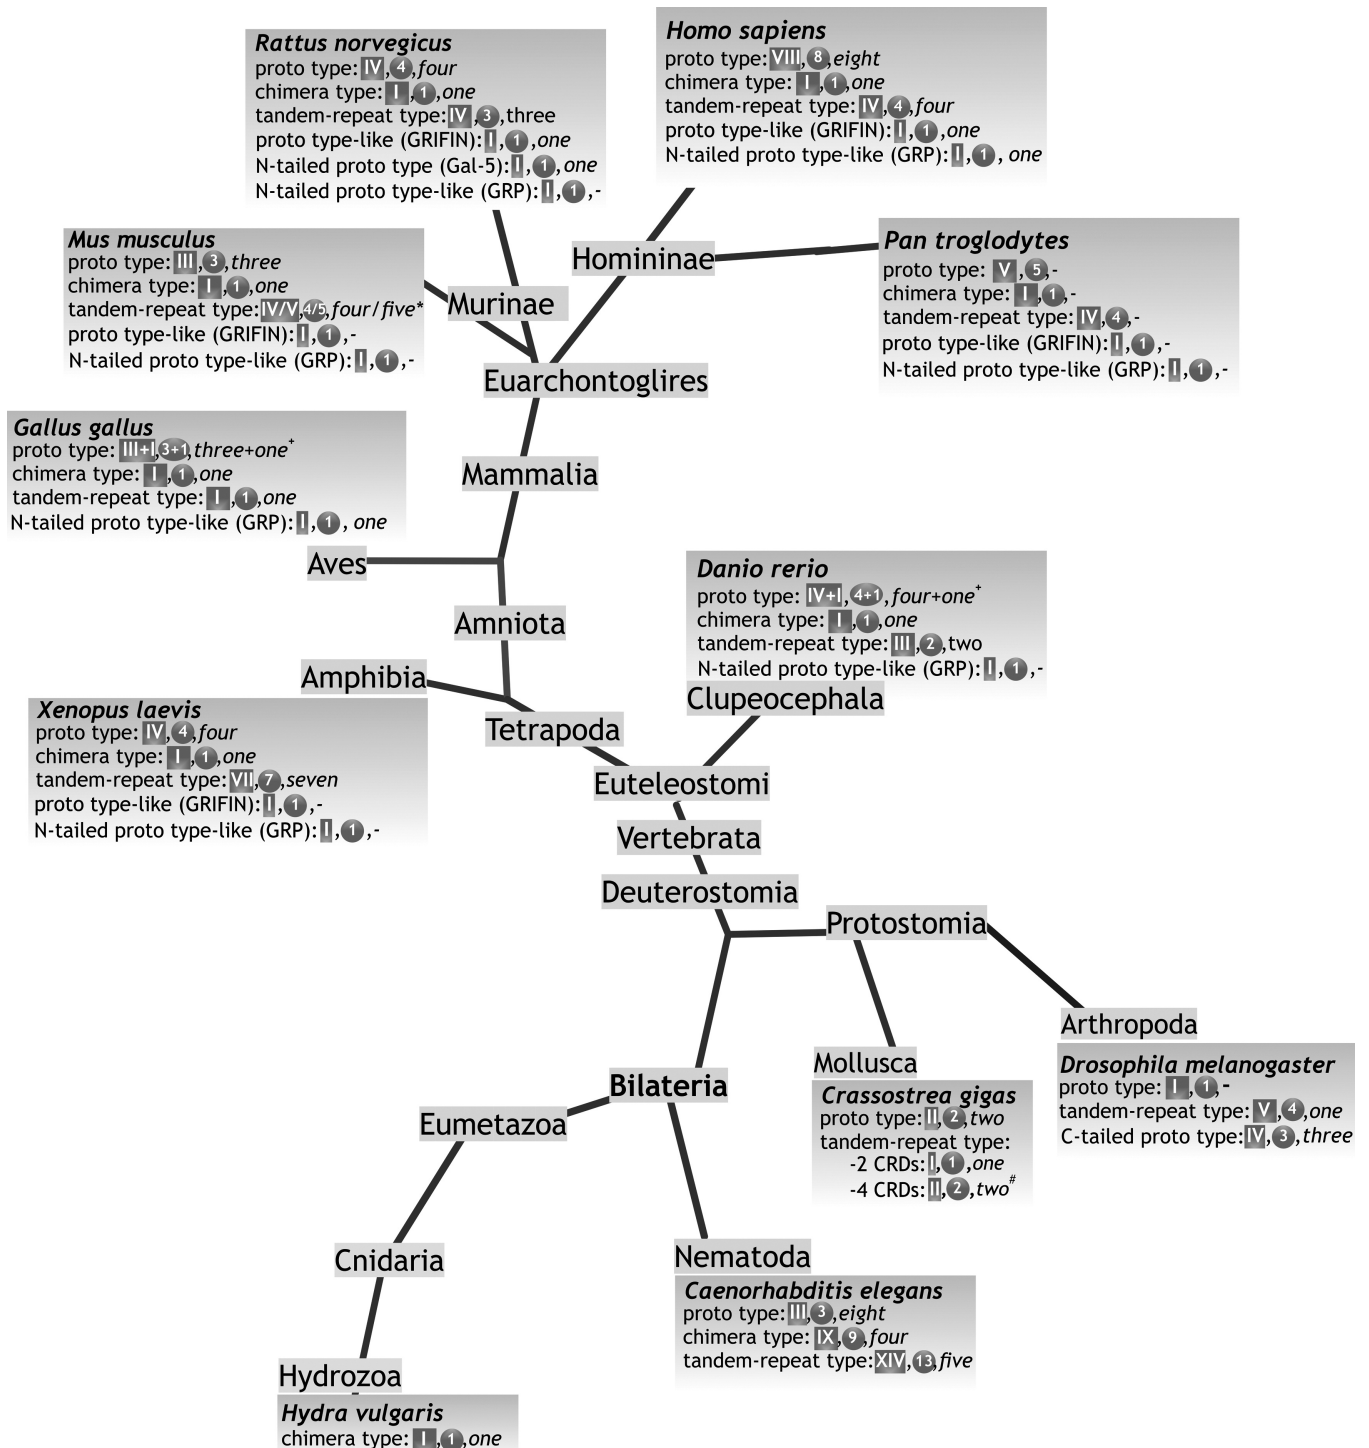 Homo sapiens
proto type: VIII, 8, eight
chimera type: I, 1, one
tandem-repeat type: IV, 4, four
proto type-like (GRIFIN): I, 1, one
N-tailed proto type-like (GRP): I, 1, one
Rattus norvegicus
proto type: IV, 4, four
chimera type: I, 1, one
tandem-repeat type: IV, 3, three
proto type-like (GRIFIN): I, 1, one
N-tailed proto type (Gal-5): I, 1, one
N-tailed proto type-like (GRP): I, 1, -
Mus musculus
proto type: III, 3, three
chimera type: I, 1, one
tandem-repeat type: IV/V, 4/5, four/five*
proto type-like (GRIFIN): I, 1, -
N-tailed proto type-like (GRP): I, 1, -
Murinae
Homininae
Pan troglodytes
proto type: V, 5, -
chimera type: I, 1, -
tandem-repeat type: IV, 4, -
proto type-like (GRIFIN): I, 1, -
N-tailed proto type-like (GRP): I, 1, -
Euarchontoglires
Gallus gallus
proto type: III+I, 3+1, three+one+
chimera type: I, 1, one
tandem-repeat type: I, 1, one
N-tailed proto type-like (GRP): I, 1, one
Mammalia
Aves
Amniota
Danio rerio
proto type: IV+I, 4+1, four+one+
chimera type: I, 1, one
tandem-repeat type: III, 2, two
N-tailed proto type-like (GRP): I, 1, -
Clupeocephala
Amphibia
Xenopus laevis
proto type: IV, 4, four
chimera type: I, 1, one
tandem-repeat type: VII, 7, seven
proto type-like (GRIFIN): I, 1, -
N-tailed proto type-like (GRP): I, 1, -
Tetrapoda
Euteleostomi
Vertebrata
Deuterostomia
Protostomia
Arthropoda
Drosophila melanogaster
proto type: I, 1, -
tandem-repeat type: V, 4, one
C-tailed proto type: IV, 3, three
Mollusca
Crassostrea gigas
proto type: II, 2, two
tandem-repeat type:
-2 CRDs: I, 1, one
-4 CRDs: II, 2, two#
Bilateria
Eumetazoa
Cnidaria
Nematoda
Caenorhabditis elegans
proto type: III, 3, eight
chimera type: IX, 9, four
tandem-repeat type: XIV, 13, five
Hydrozoa
Hydra vulgaris
chimera type: I, 1, one